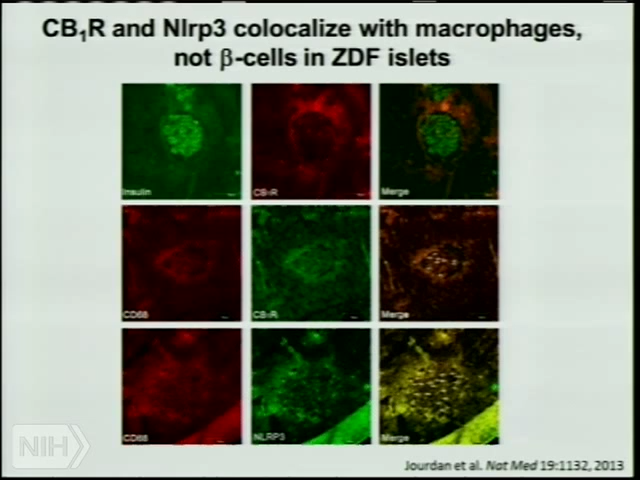 CB₁R and Nlrp3 colocalize with macrophages,
not β-cells in ZDF islets
Insulin
CB₁R
Merge
CD68
CB₁R
Merge
CD68
NLRP3
Merge
NIH
Jourdan et al. Nat Med 19:1132, 2013